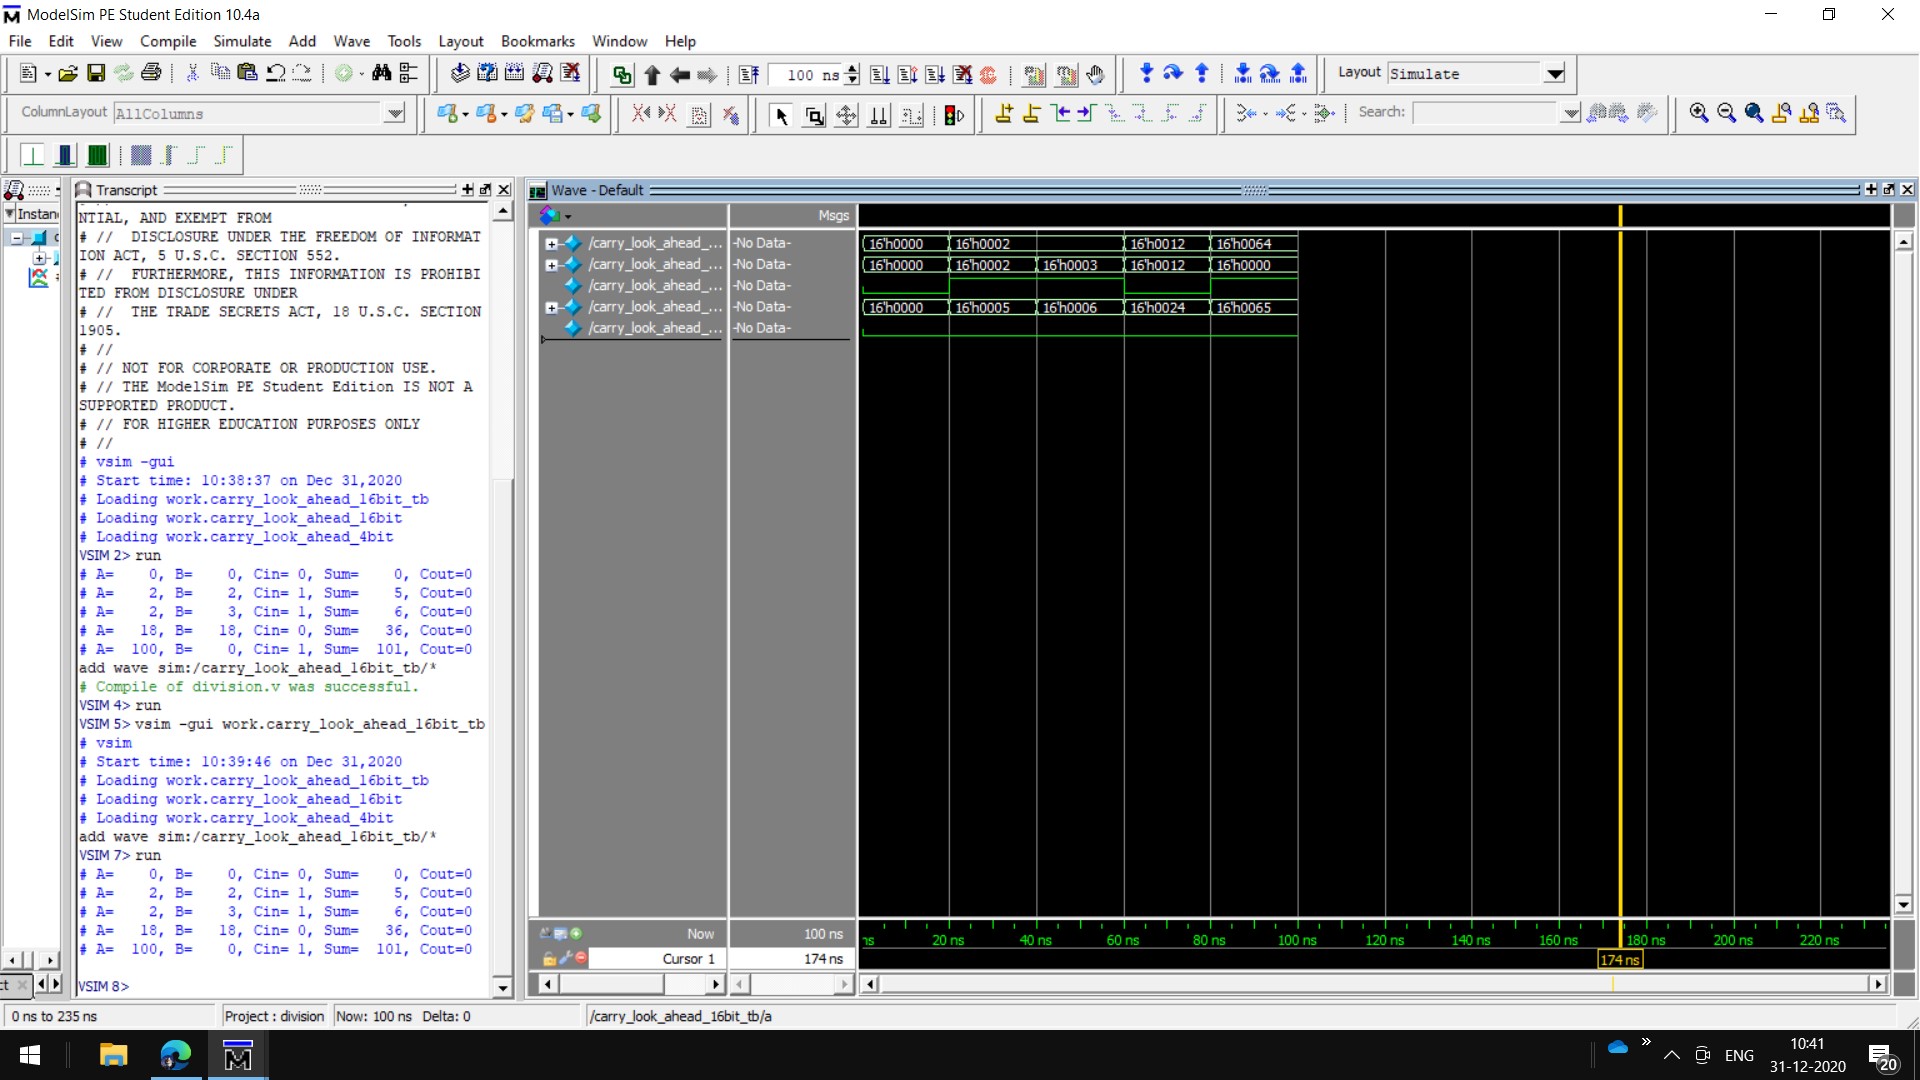 ModelSim PE Student Edition 10.4a
File Edit View Compile Simulate Add Wave Tools Layout Bookmarks Window Help
100 ns
Layout Simulate
ColumnLayout AllColumns
Search:
Instan
Transcript
NTIAL, AND EXEMPT FROM
# //  DISCLOSURE UNDER THE FREEDOM OF INFORMAT
ION ACT, 5 U.S.C. SECTION 552.
# //  FURTHERMORE, THIS INFORMATION IS PROHIBI
TED FROM DISCLOSURE UNDER
# //  THE TRADE SECRETS ACT, 18 U.S.C. SECTION
1905.
# //
# // NOT FOR CORPORATE OR PRODUCTION USE.
# // THE ModelSim PE Student Edition IS NOT A
SUPPORTED PRODUCT.
# // FOR HIGHER EDUCATION PURPOSES ONLY
# //
# vsim -gui
# Start time: 10:38:37 on Dec 31,2020
# Loading work.carry_look_ahead_16bit_tb
# Loading work.carry_look_ahead_16bit
# Loading work.carry_look_ahead_4bit
VSIM 2> run
# A=    0, B=    0, Cin= 0, Sum=    0, Cout=0
# A=    2, B=    2, Cin= 1, Sum=    5, Cout=0
# A=    2, B=    3, Cin= 1, Sum=    6, Cout=0
# A=   18, B=   18, Cin= 0, Sum=   36, Cout=0
# A=  100, B=    0, Cin= 1, Sum=  101, Cout=0
add wave sim:/carry_look_ahead_16bit_tb/*
# Compile of division.v was successful.
VSIM 4> run
VSIM 5> vsim -gui work.carry_look_ahead_16bit_tb
# vsim
# Start time: 10:39:46 on Dec 31,2020
# Loading work.carry_look_ahead_16bit_tb
# Loading work.carry_look_ahead_16bit
# Loading work.carry_look_ahead_4bit
add wave sim:/carry_look_ahead_16bit_tb/*
VSIM 7> run
# A=    0, B=    0, Cin= 0, Sum=    0, Cout=0
# A=    2, B=    2, Cin= 1, Sum=    5, Cout=0
# A=    2, B=    3, Cin= 1, Sum=    6, Cout=0
# A=   18, B=   18, Cin= 0, Sum=   36, Cout=0
# A=  100, B=    0, Cin= 1, Sum=  101, Cout=0
VSIM 8>
Wave - Default
Msgs
/carry_look_ahead_... -No Data- 16'h0000 16'h0002 16'h0012 16'h0064
/carry_look_ahead_... -No Data- 16'h0000 16'h0002 16'h0003 16'h0012 16'h0000
/carry_look_ahead_... -No Data-
/carry_look_ahead_... -No Data- 16'h0000 16'h0005 16'h0006 16'h0024 16'h0065
/carry_look_ahead_... -No Data-
Now 100 ns
ns 20 ns 40 ns 60 ns 80 ns 100 ns 120 ns 140 ns 160 ns 180 ns 200 ns 220 ns
Cursor 1 174 ns
174 ns
ct
0 ns to 235 ns Project : division Now: 100 ns Delta: 0 /carry_look_ahead_16bit_tb/a
ENG
10:41
31-12-2020
20